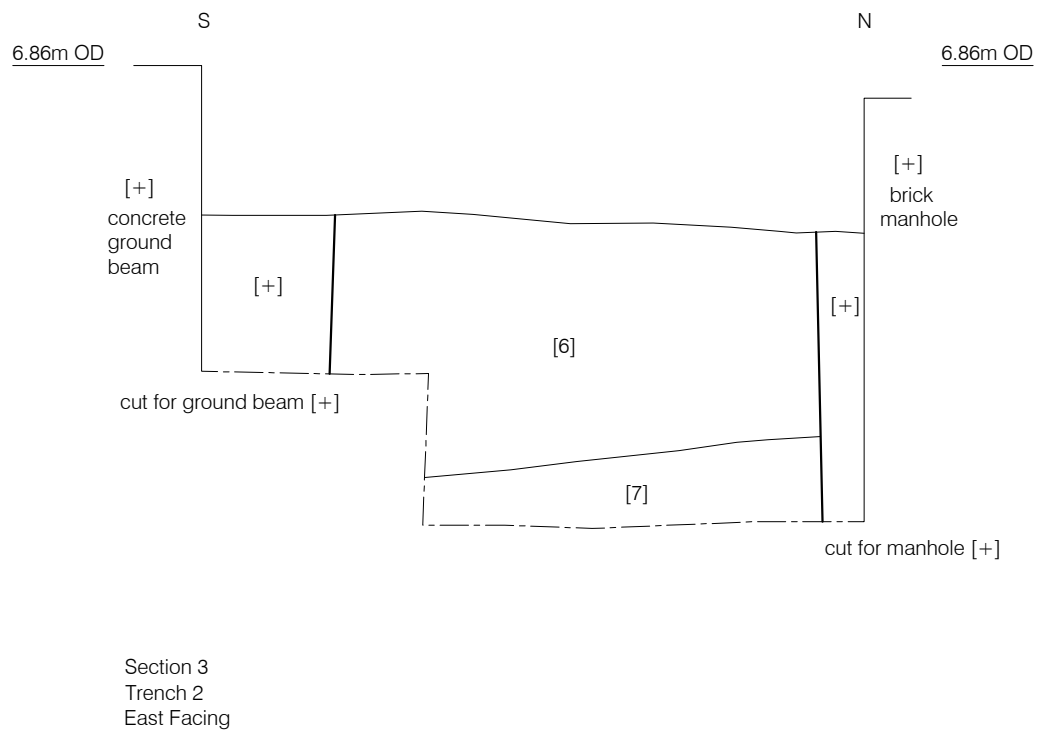 S
N
6.86m OD
6.86m OD
[+]
concrete
ground
beam
[+]
brick
manhole
[+]
[+]
[6]
cut for ground beam [+]
[7]
cut for manhole [+]
Section 3
Trench 2
East Facing